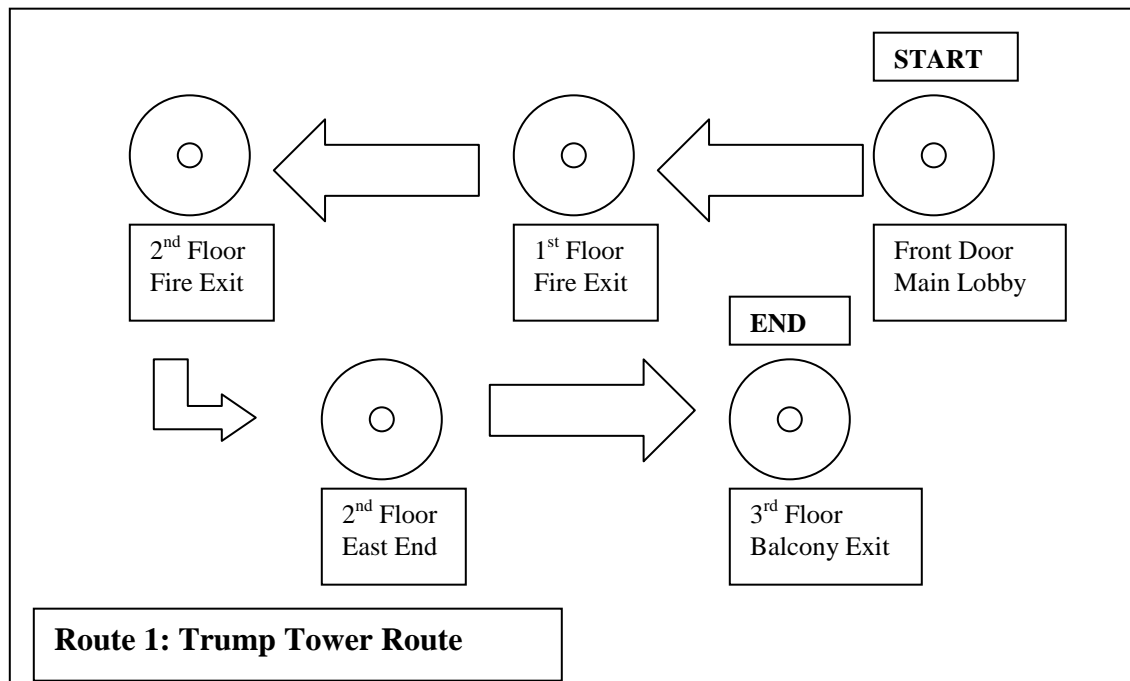 START
2nd Floor
Fire Exit
1st Floor
Fire Exit
Front Door
Main Lobby
END
2nd Floor
East End
3rd Floor
Balcony Exit
Route 1: Trump Tower Route